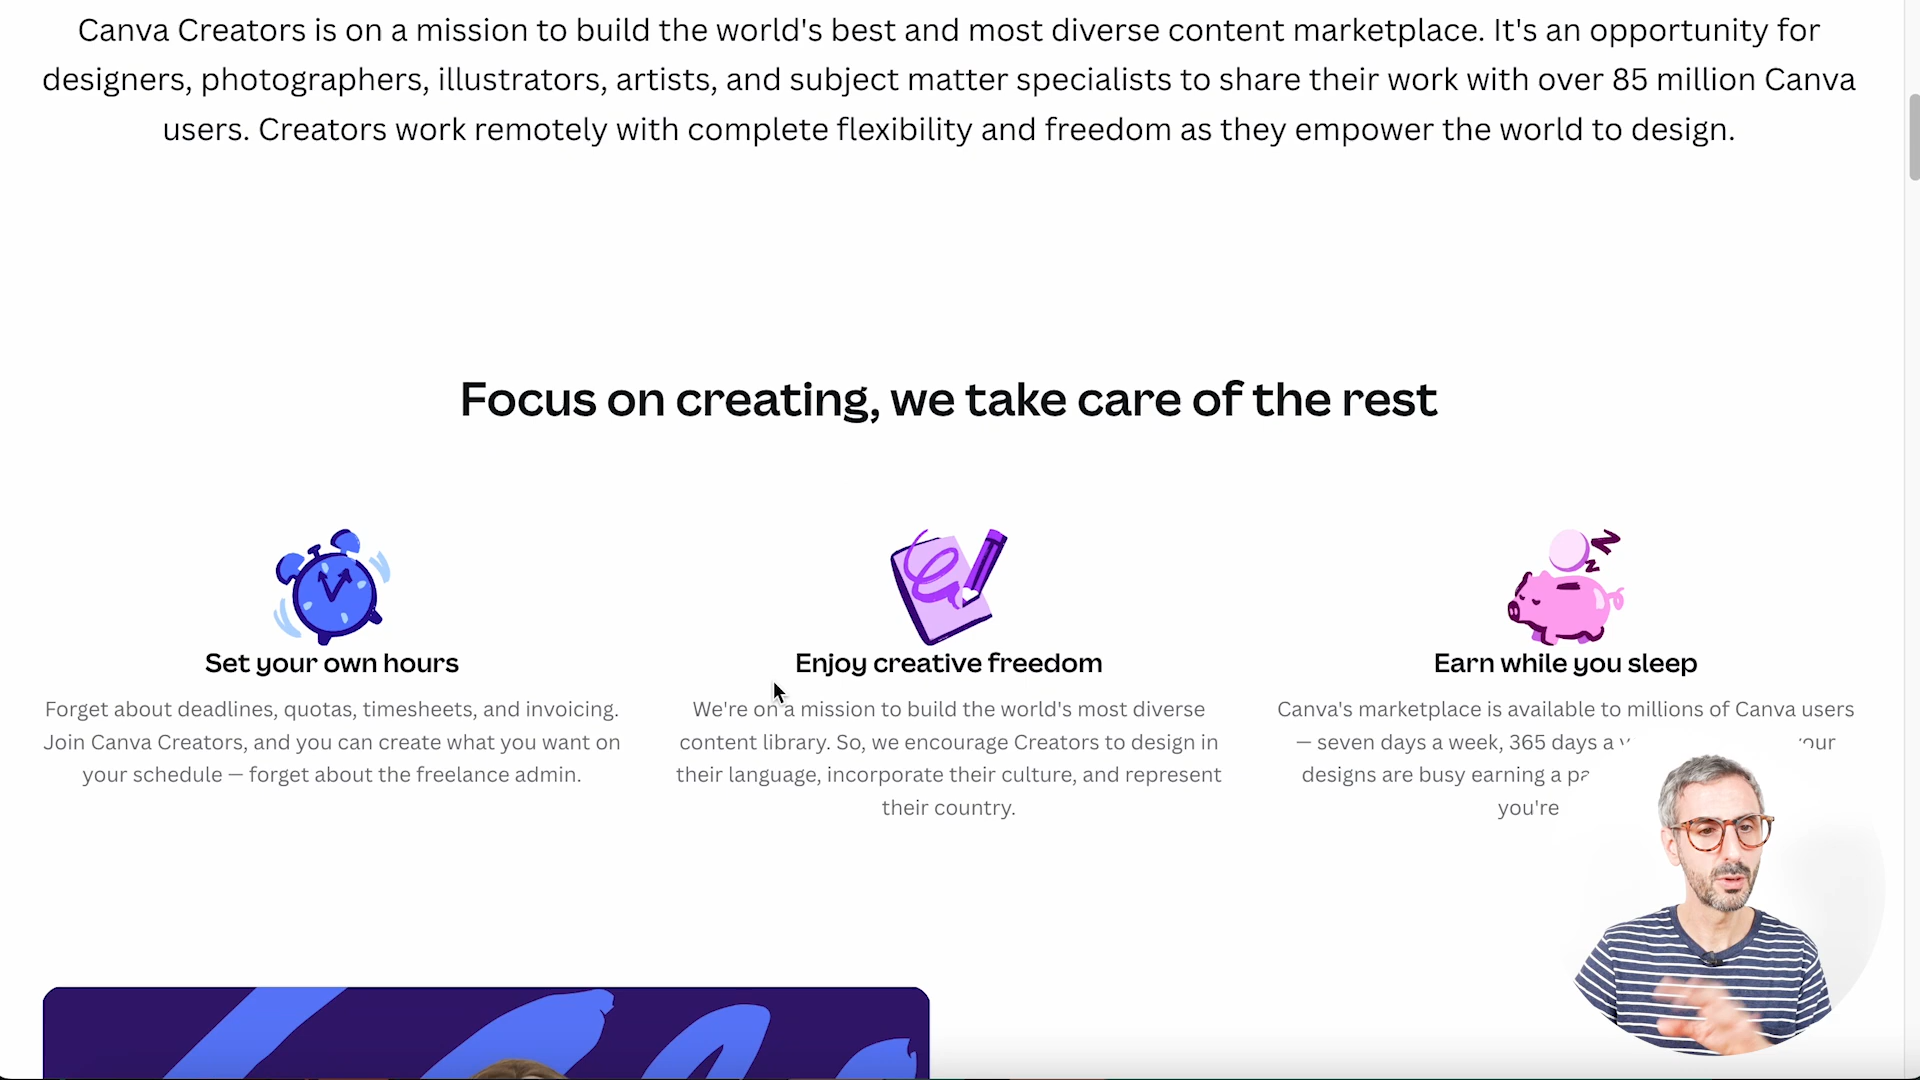 Canva Creators is on a mission to build the world's best and most diverse content marketplace. It's an opportunity for
designers, photographers, illustrators, artists, and subject matter specialists to share their work with over 85 million Canva
users. Creators work remotely with complete flexibility and freedom as they empower the world to design.
Focus on creating, we take care of the rest
Set your own hours
Forget about deadlines, quotas, timesheets, and invoicing.
Join Canva Creators, and you can create what you want on
your schedule — forget about the freelance admin.
Enjoy creative freedom
We're on a mission to build the world's most diverse
content library. So, we encourage Creators to design in
their language, incorporate their culture, and represent
their country.
Earn while you sleep
Canva's marketplace is available to millions of Canva users
— seven days a week, 365 days a your
designs are busy earning a
you're